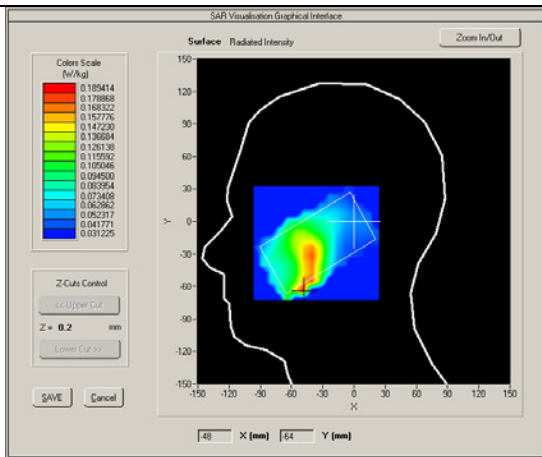 SAR Visualisation Graphical Interface
Surface Radiated Intensity
Zoom In/Out
Colors Scale
(W/kg)
0.189414
0.178868
0.168322
0.157776
0.147230
0.136684
0.126138
0.115592
0.105046
0.094500
0.083954
0.073408
0.062862
0.052317
0.041771
0.031225
150
120
90
60
30
0
-30
-60
-90
-120
-150
Y
-150 -120 -90 -60 -30 0 30 60 90 120 150
X
Z-Cuts Control
<< Upper Cut
Z = 0.2 mm
Lower Cut >>
SAVE Cancel
-48 X (mm) -64 Y (mm)